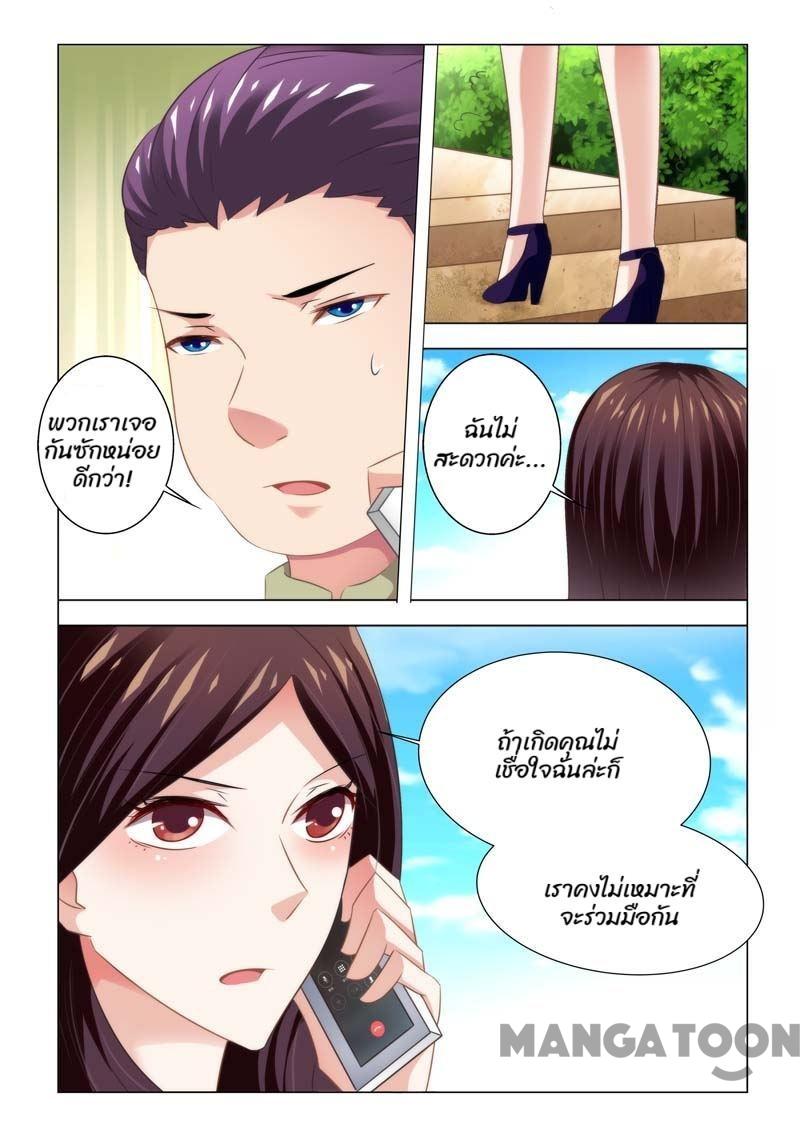 พวกเราเจอ
กันซักหน่อย
ดีกว่า!
ฉันไม่
สะดวกค่ะ...
ถ้าเกิดคุณไม่
เชื่อใจฉันล่ะก็
เราคงไม่เหมาะที่
จะร่วมมือกัน
MANGATOON